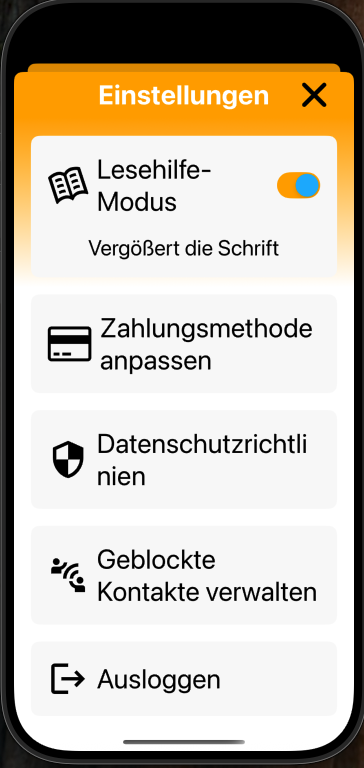 Einstellungen
Lesehilfe-
Modus
Vergößert die Schrift
Zahlungsmethode
anpassen
Datenschutzrichtli
nien
Geblockte
Kontakte verwalten
Ausloggen